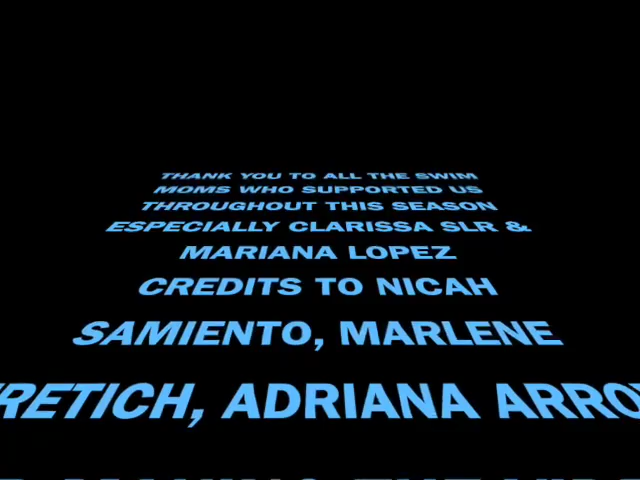 THANK YOU TO ALL THE SWIM
MOMS WHO SUPPORTED US
THROUGHOUT THIS SEASON
ESPECIALLY CLARISSA SLR &
MARIANA LOPEZ
CREDITS TO NICAH
SAMIENTO, MARLENE
ADRIANA